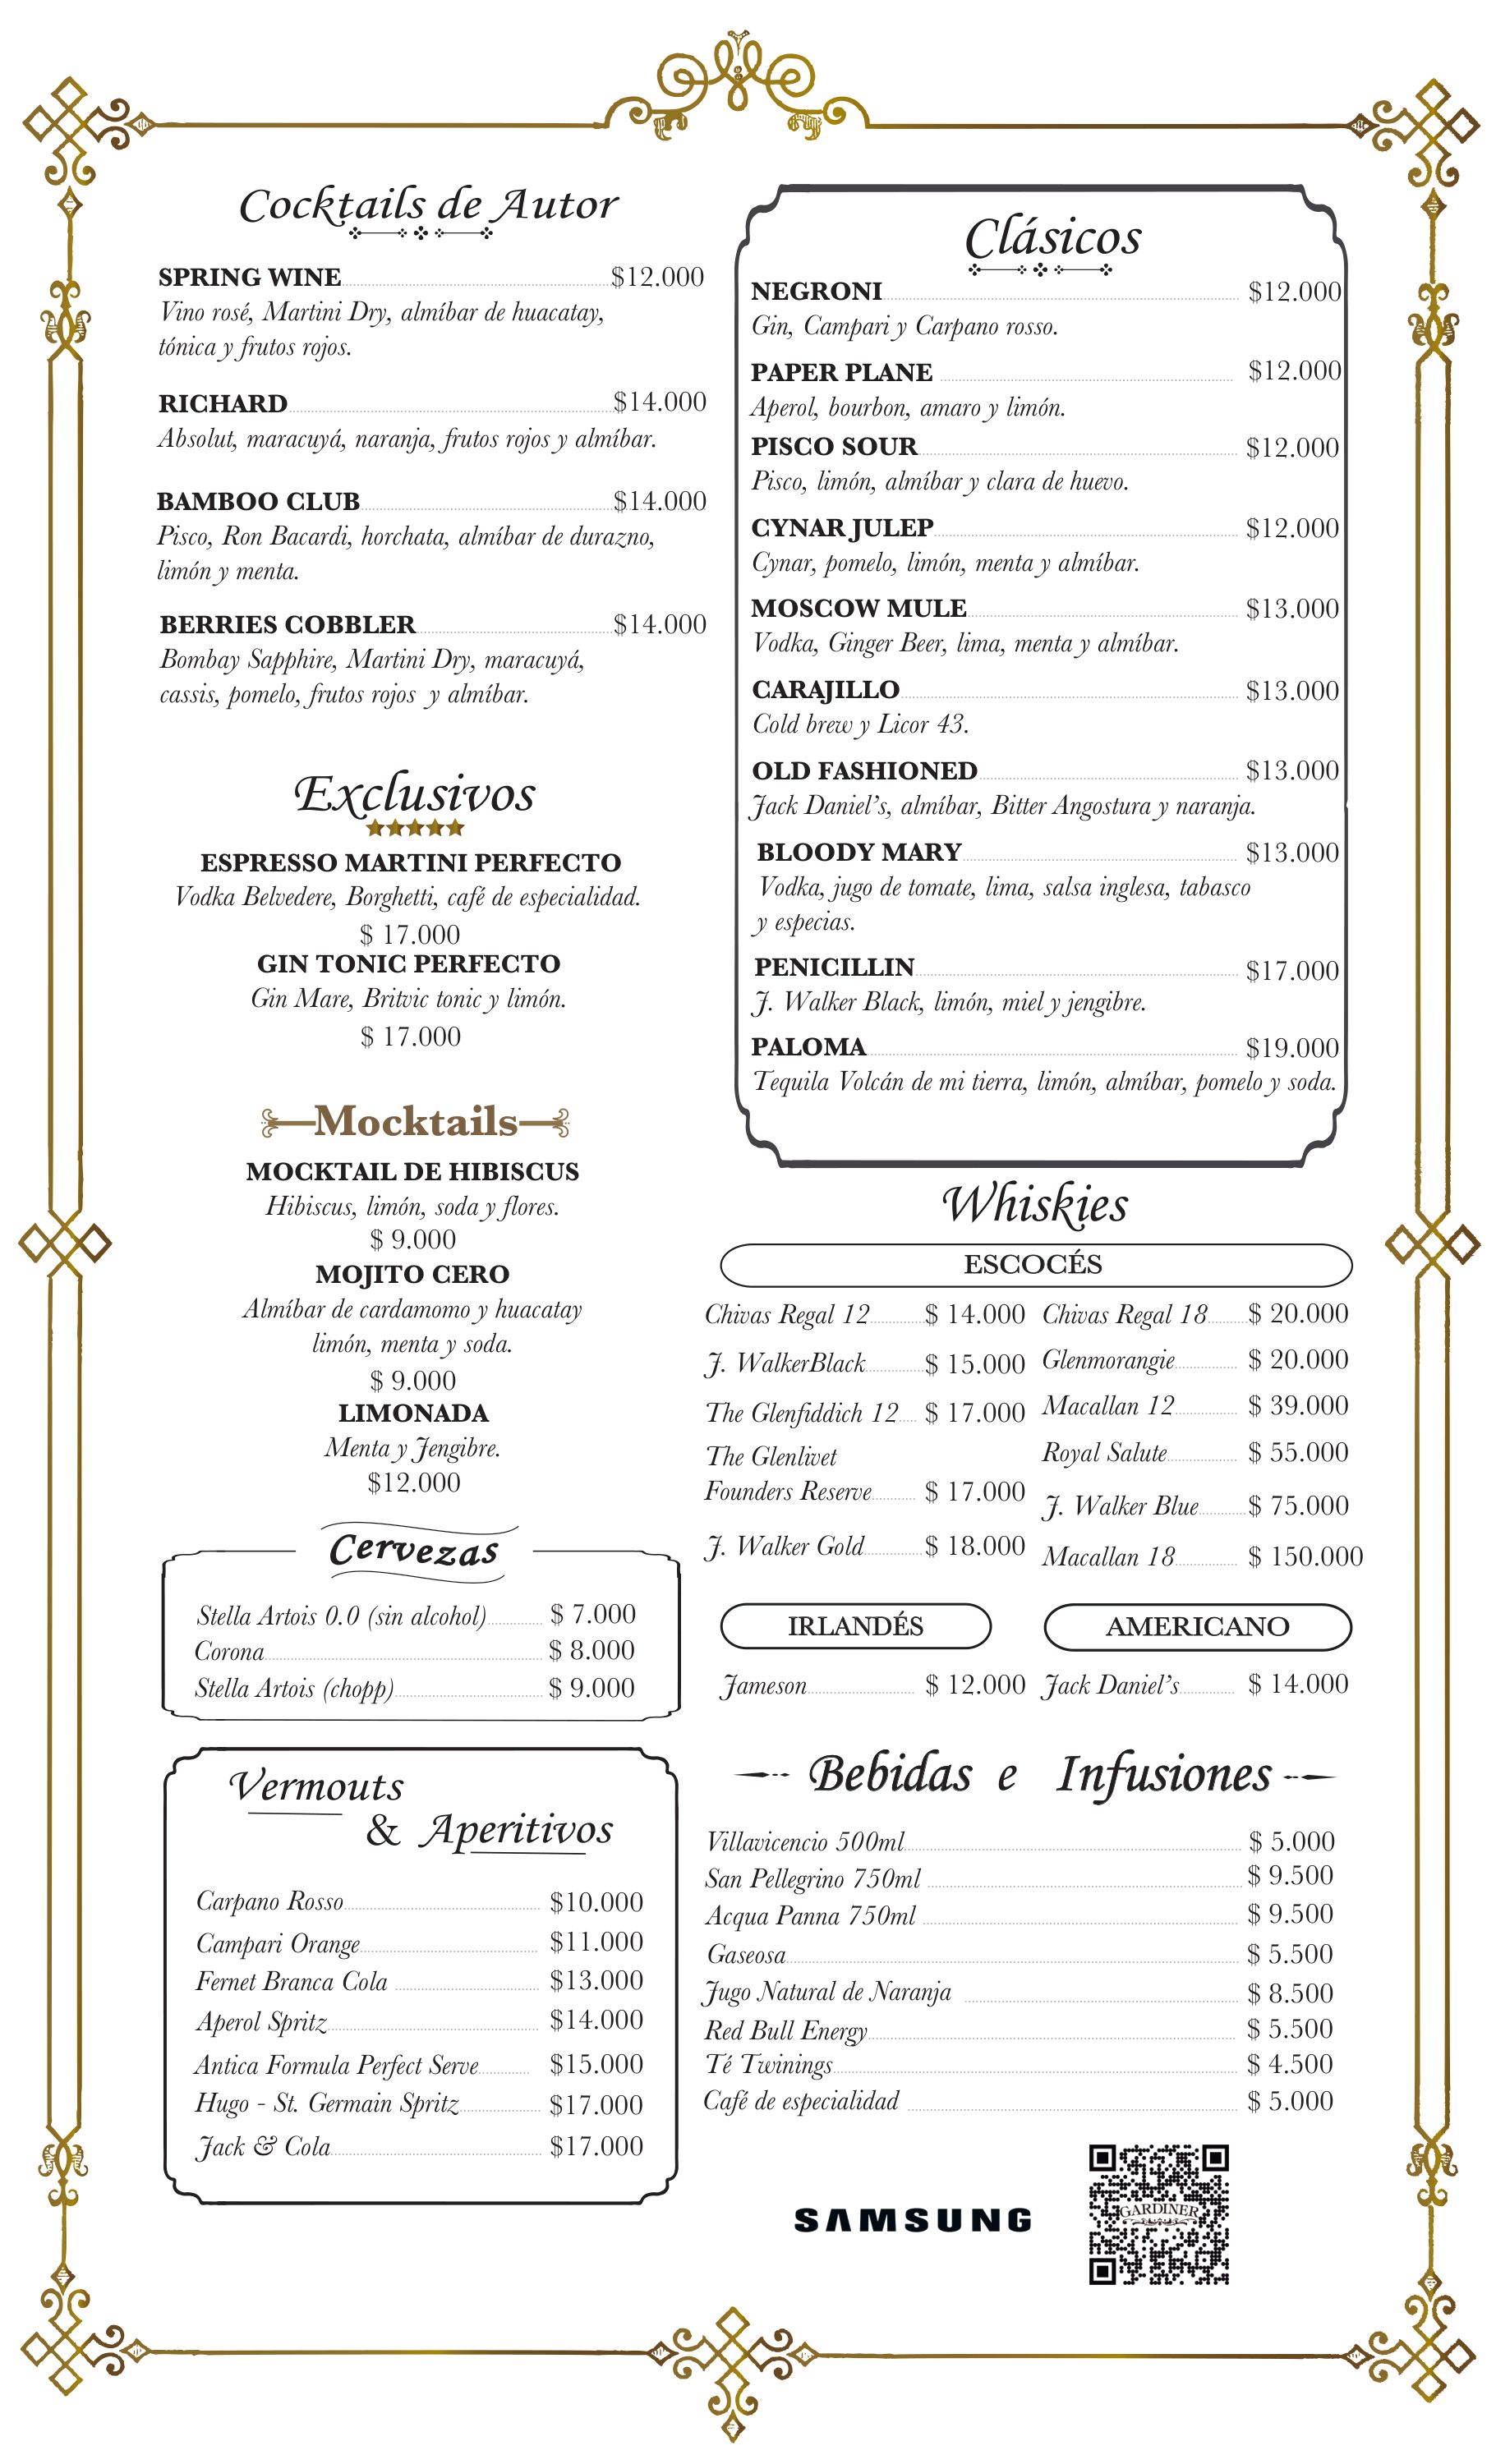 Cocktails de Autor
SPRING WINE $12.000
Vino rosé, Martini Dry, almíbar de huacatay,
tónica y frutos rojos.
RICHARD $14.000
Absolut, maracuyá, naranja, frutos rojos y almíbar.
BAMBOO CLUB $14.000
Pisco, Ron Bacardi, horchata, almíbar de durazno,
limón y menta.
BERRIES COBBLER $14.000
Bombay Sapphire, Martini Dry, maracuyá,
cassis, pomelo, frutos rojos y almíbar.
Exclusivos
ESPRESSO MARTINI PERFECTO
Vodka Belvedere, Borghetti, café de especialidad.
$ 17.000
GIN TONIC PERFECTO
Gin Mare, Britvic tonic y limón.
$ 17.000
Mocktails
MOCKTAIL DE HIBISCUS
Hibiscus, limón, soda y flores.
$ 9.000
MOJITO CERO
Almíbar de cardamomo y huacatay
limón, menta y soda.
$ 9.000
LIMONADA
Menta y Jengibre.
$12.000
Cervezas
Stella Artois 0.0 (sin alcohol) $ 7.000
Corona $ 8.000
Stella Artois (chopp) $ 9.000
Vermouts
& Aperitivos
Carpano Rosso $10.000
Campari Orange $11.000
Fernet Branca Cola $13.000
Aperol Spritz $14.000
Antica Formula Perfect Serve $15.000
Hugo - St. Germain Spritz $17.000
Jack & Cola $17.000
Clásicos
NEGRONI $12.000
Gin, Campari y Carpano rosso.
PAPER PLANE $12.000
Aperol, bourbon, amaro y limón.
PISCO SOUR $12.000
Pisco, limón, almíbar y clara de huevo.
CYNAR JULEP $12.000
Cynar, pomelo, limón, menta y almíbar.
MOSCOW MULE $13.000
Vodka, Ginger Beer, lima, menta y almíbar.
CARAJILLO $13.000
Cold brew y Licor 43.
OLD FASHIONED $13.000
Jack Daniel's, almíbar, Bitter Angostura y naranja.
BLOODY MARY $13.000
Vodka, jugo de tomate, lima, salsa inglesa, tabasco
y especias.
PENICILLIN $17.000
J. Walker Black, limón, miel y jengibre.
PALOMA $19.000
Tequila Volcán de mi tierra, limón, almíbar, pomelo y soda.
Whiskies
ESCOCÉS
Chivas Regal 12 $ 14.000
J. WalkerBlack $ 15.000
The Glenfiddich 12 $ 17.000
The Glenlivet
Founders Reserve $ 17.000
J. Walker Gold $ 18.000
Chivas Regal 18 $ 20.000
Glenmorangie $ 20.000
Macallan 12 $ 39.000
Royal Salute $ 55.000
J. Walker Blue $ 75.000
Macallan 18 $ 150.000
IRLANDÉS
Jameson $ 12.000
AMERICANO
Jack Daniel's $ 14.000
Bebidas e Infusiones
Villavicencio 500ml $ 5.000
San Pellegrino 750ml $ 9.500
Acqua Panna 750ml $ 9.500
Gaseosa $ 5.500
Jugo Natural de Naranja $ 8.500
Red Bull Energy $ 5.500
Té Twinings $ 4.500
Café de especialidad $ 5.000
SAMSUNG
GARDINER